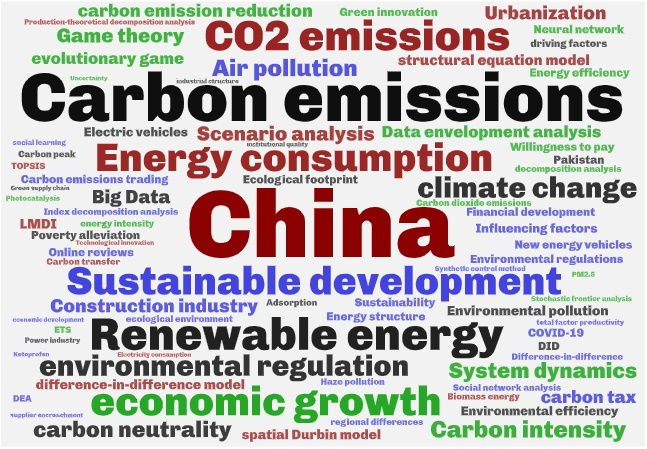 carbon emission reduction
Green innovation
Urbanization
Production-theoretical decomposition analysis
Game theory
CO2 emissions
Neural network
driving factors
evolutionary game
Air pollution
structural equation model
Energy efficiency
Uncertainty
industrial structure
Carbon emissions
Electric vehicles
Scenario analysis
Data envelopment analysis
social learning
institutional quality
Willingness to pay
Carbon peak
Energy consumption
Pakistan
TOPSIS
decomposition analysis
Carbon emissions trading
Ecological footprint
climate change
Green supply chain
Big Data
Photocatalysis
China
Carbon dioxide emissions
Index decomposition analysis
Financial development
LMDI
energy intensity
Influencing factors
Poverty alleviation
Technological innovation
New energy vehicles
Online reviews
Environmental regulations
Carbon transfer
Synthetic control method
Sustainable development
PM2.5
Construction industry
Adsorption
Sustainability
Stochastic frontier analysis
Environmental pollution
economic development
ecological environment
Energy structure
total factor productivity
ETS
Renewable energy
COVID-19
Power industry
DID
Ketoprofen
Electricity consumption
Difference-in-difference
environmental regulation
System dynamics
difference-in-difference model
Haze pollution
Social network analysis
DEA
economic growth
Biomass energy
carbon tax
supplier encroachment
Environmental efficiency
carbon neutrality
spatial Durbin model
regional differences
Carbon intensity